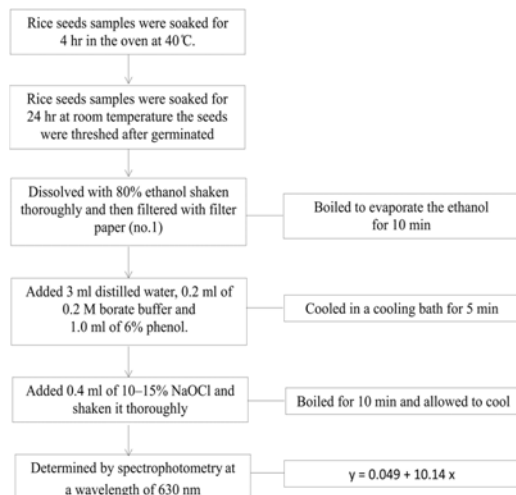 Rice seeds samples were soaked for
4 hr in the oven at 40℃.
Rice seeds samples were soaked for
24 hr at room temperature the seeds
were threshed after germinated
Dissolved with 80% ethanol shaken
thoroughly and then filtered with filter
paper (no.1)
Boiled to evaporate the ethanol
for 10 min
Added 3 ml distilled water, 0.2 ml of
0.2 M borate buffer and
1.0 ml of 6% phenol.
Cooled in a cooling bath for 5 min
Added 0.4 ml of 10–15% NaOCl and
shaken it thoroughly
Boiled for 10 min and allowed to cool
Determined by spectrophotometry at
a wavelength of 630 nm
y = 0.049 + 10.14 x